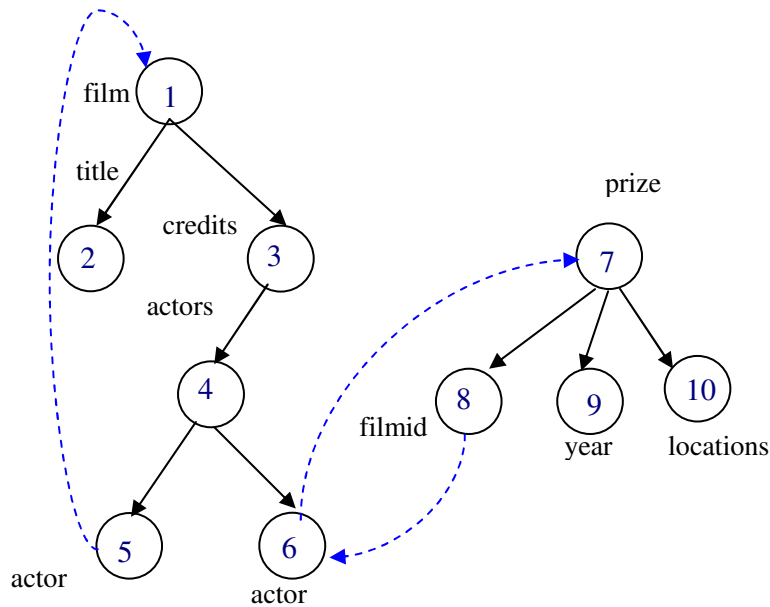 film
1
title
prize
credits
2
3
7
actors
4
8
9
10
filmid
year
locations
5
6
actor
actor